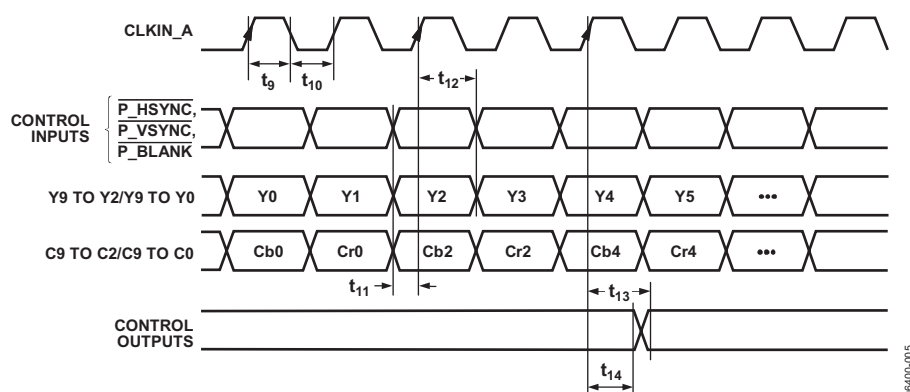 CLKIN_A
t9
t10
t12
CONTROL INPUTS
P_HSYNC,
P_VSYNC,
P_BLANK
Y9 TO Y2/Y9 TO Y0
Y0 Y1 Y2 Y3 Y4 Y5 •••
C9 TO C2/C9 TO C0
Cb0 Cr0 Cb2 Cr2 Cb4 Cr4 •••
t11
t13
CONTROL OUTPUTS
t14
06400-005